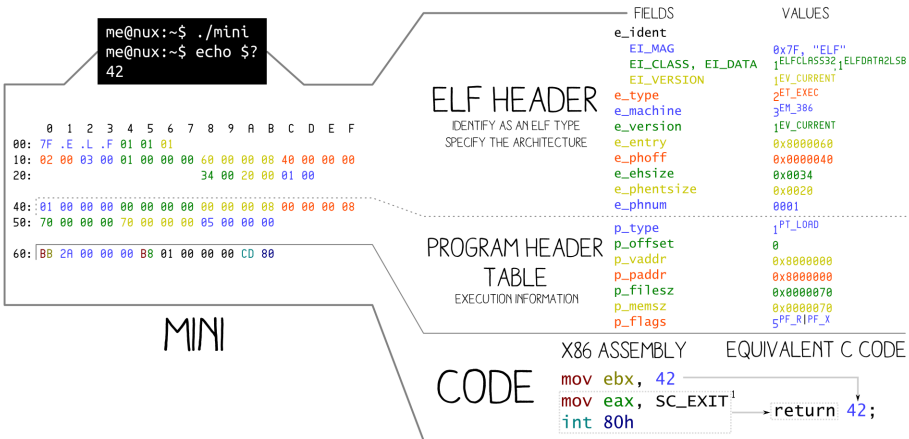 me@nux:~$ ./mini
me@nux:~$ echo $?
42
0 1 2 3 4 5 6 7 8 9 A B C D E F
00: 7F .E .L .F 01 01 01
10: 02 00 03 00 01 00 00 00 60 00 00 08 40 00 00 00
20: 34 00 20 00 01 00
40: 01 00 00 00 00 00 00 00 00 00 00 08 00 00 00 08
50: 70 00 00 00 70 00 00 00 05 00 00 00
60: BB 2A 00 00 00 B8 01 00 00 00 CD 80
MINI
FIELDS VALUES
ELF HEADER
IDENTIFY AS AN ELF TYPE
SPECIFY THE ARCHITECTURE
e_ident
EI_MAG 0x7F, "ELF"
EI_CLASS, EI_DATA 1ELFCLASS32,1ELFDATA2LSB
EI_VERSION 1EV_CURRENT
e_type 2ET_EXEC
e_machine 3EM_386
e_version 1EV_CURRENT
e_entry 0x8000060
e_phoff 0x0000040
e_ehsize 0x0034
e_phentsize 0x0020
e_phnum 0001
PROGRAM HEADER
TABLE
EXECUTION INFORMATION
p_type 1PT_LOAD
p_offset 0
p_vaddr 0x8000000
p_paddr 0x8000000
p_filesz 0x0000070
p_memsz 0x0000070
p_flags 5PF_R|PF_X
CODE
X86 ASSEMBLY EQUIVALENT C CODE
mov ebx, 42
mov eax, SC_EXIT1
int 80h
return 42;